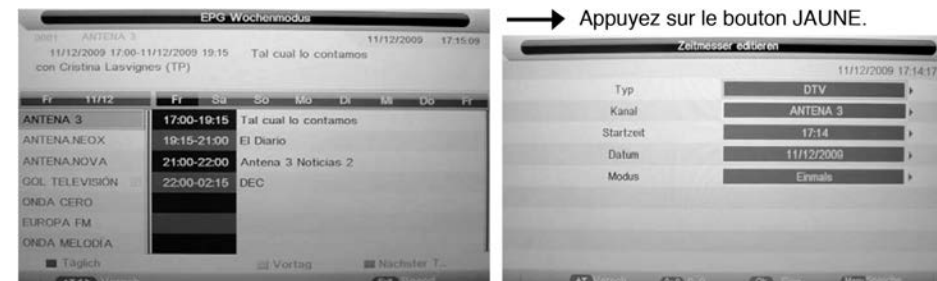 EPG Wochenmodus
0001 ANTENA 3
11/12/2009 17:15:09
11/12/2009 17:00-11/12/2009 19:15 Tal cual lo contamos
con Cristina Lasvignes (TP)
Fr 11/12 Fr Sa So Mo Di Mi Do Fr
ANTENA 3 17:00-19:15 Tal cual lo contamos
ANTENA.NEOX 19:15-21:00 El Diario
ANTENA.NOVA 21:00-22:00 Antena 3 Noticias 2
GOL TELEVISIÓN 22:00-02:15 DEC
ONDA CERO
EUROPA FM
ONDA MELODÍA
Täglich Vortag Nächster T...
Appuyez sur le bouton JAUNE.
Zeitmesser editieren
11/12/2009 17:14:17
Typ DTV
Kanal ANTENA 3
Startzeit 17:14
Datum 11/12/2009
Modus Einmals